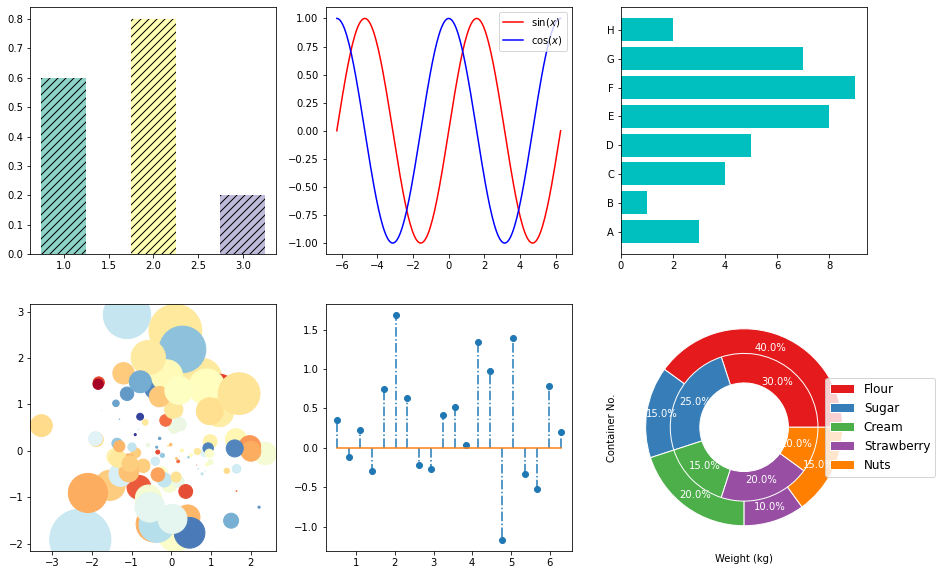 0.8
0.7
0.6
0.5
0.4
0.3
0.2
0.1
0.0
1.0 1.5 2.0 2.5 3.0
1.00
0.75
0.50
0.25
0.00
−0.25
−0.50
−0.75
−1.00
−6 −4 −2 0 2 4 6
sin(x)
cos(x)
H
G
F
E
D
C
B
A
0 2 4 6 8
3
2
1
0
−1
−2
−3 −2 −1 0 1 2
1.5
1.0
0.5
0.0
−0.5
−1.0
1 2 3 4 5 6
Container No.
40.0%
30.0%
15.0%
25.0%
20.0%
15.0%
10.0%
20.0%
15.0%
10.0%
Flour
Sugar
Cream
Strawberry
Nuts
Weight (kg)